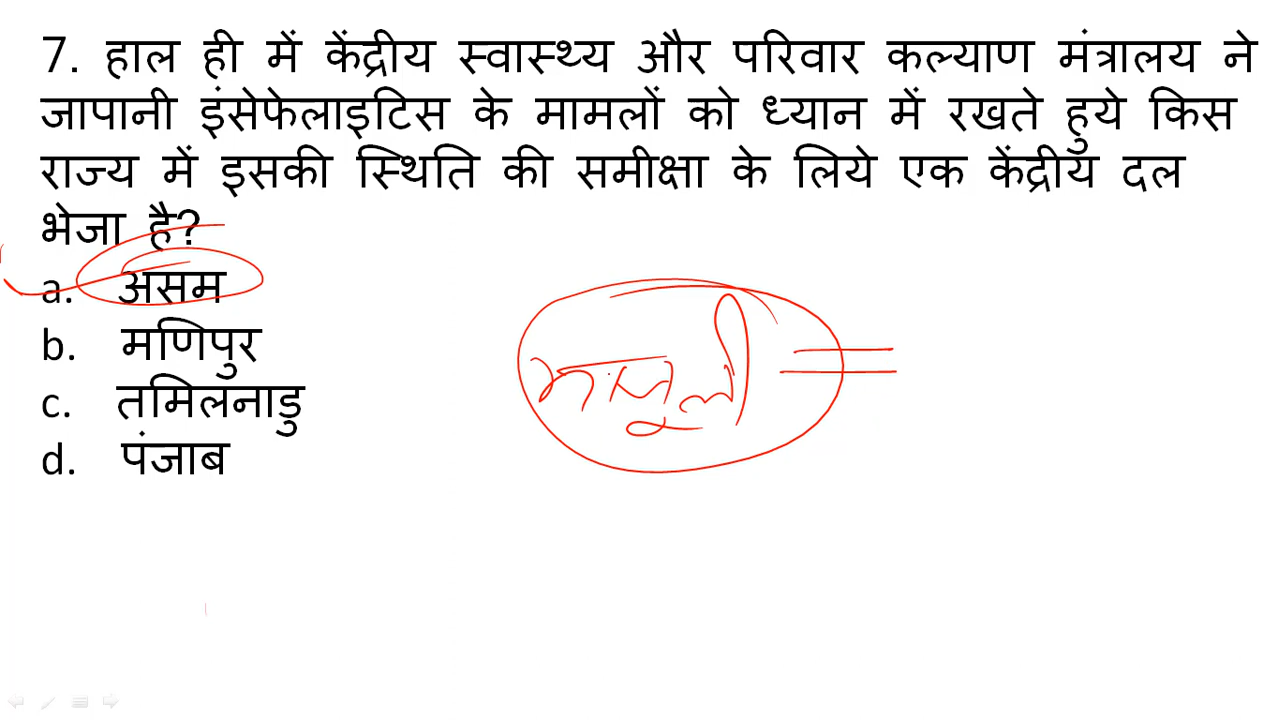 7. हाल ही में केंद्रीय स्वास्थ्य और परिवार कल्याण मंत्रालय ने
जापानी इंसेफेलाइटिस के मामलों को ध्यान में रखते हुये किस
राज्य में इसकी स्थिति की समीक्षा के लिये एक केंद्रीय दल
भेजा है?
a. असम
b. मणिपुर
c. तमिलनाडु
d. पंजाब